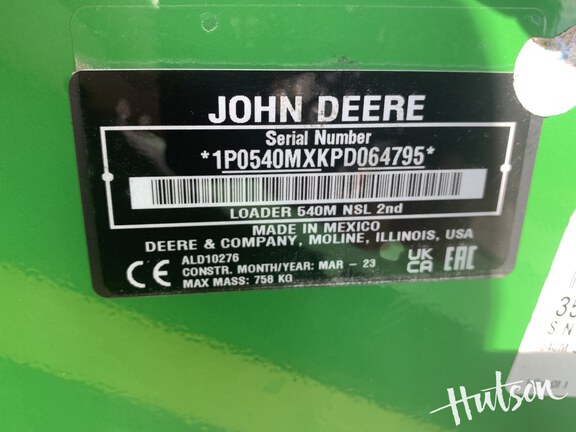 JOHN DEERE
Serial Number
*1P0540MXKPD064795*
LOADER 540M NSL 2nd
MADE IN MEXICO
DEERE & COMPANY, MOLINE, ILLINOIS, USA
ALD10276
CONSTR. MONTH/YEAR: MAR - 23
MAX MASS: 758 KG
CE
UK
CA
EAC
35
S N
Hutson